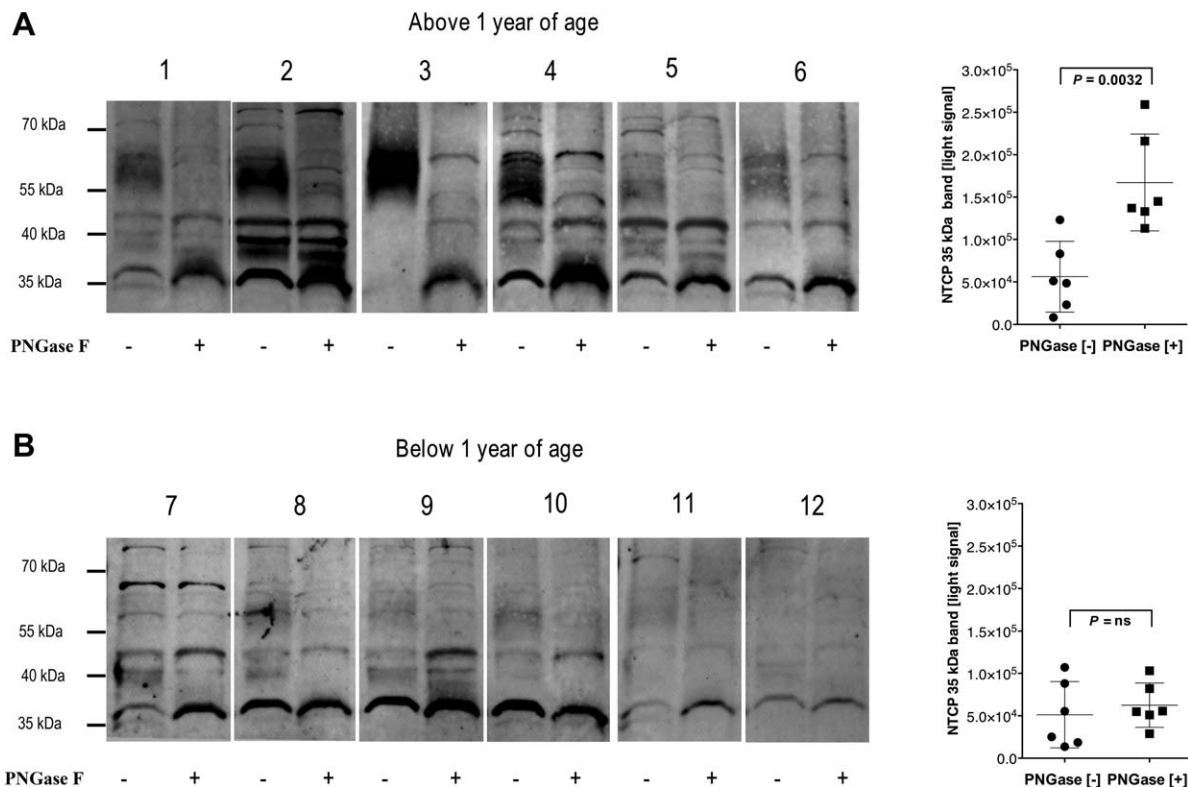 A
Above 1 year of age
1 2 3 4 5 6
70 kDa
55 kDa
40 kDa
35 kDa
PNGase F - + - + - + - + - + - +
NTCP 35 kDa band [light signal]
3.0×10⁵
2.5×10⁵
2.0×10⁵
1.5×10⁵
1.0×10⁵
5.0×10⁴
0.0
P = 0.0032
PNGase [-] PNGase [+]
B
Below 1 year of age
7 8 9 10 11 12
70 kDa
55 kDa
40 kDa
35 kDa
PNGase F - + - + - + - + - + - +
NTCP 35 kDa band [light signal]
3.0×10⁵
2.5×10⁵
2.0×10⁵
1.5×10⁵
1.0×10⁵
5.0×10⁴
0.0
P = ns
PNGase [-] PNGase [+]